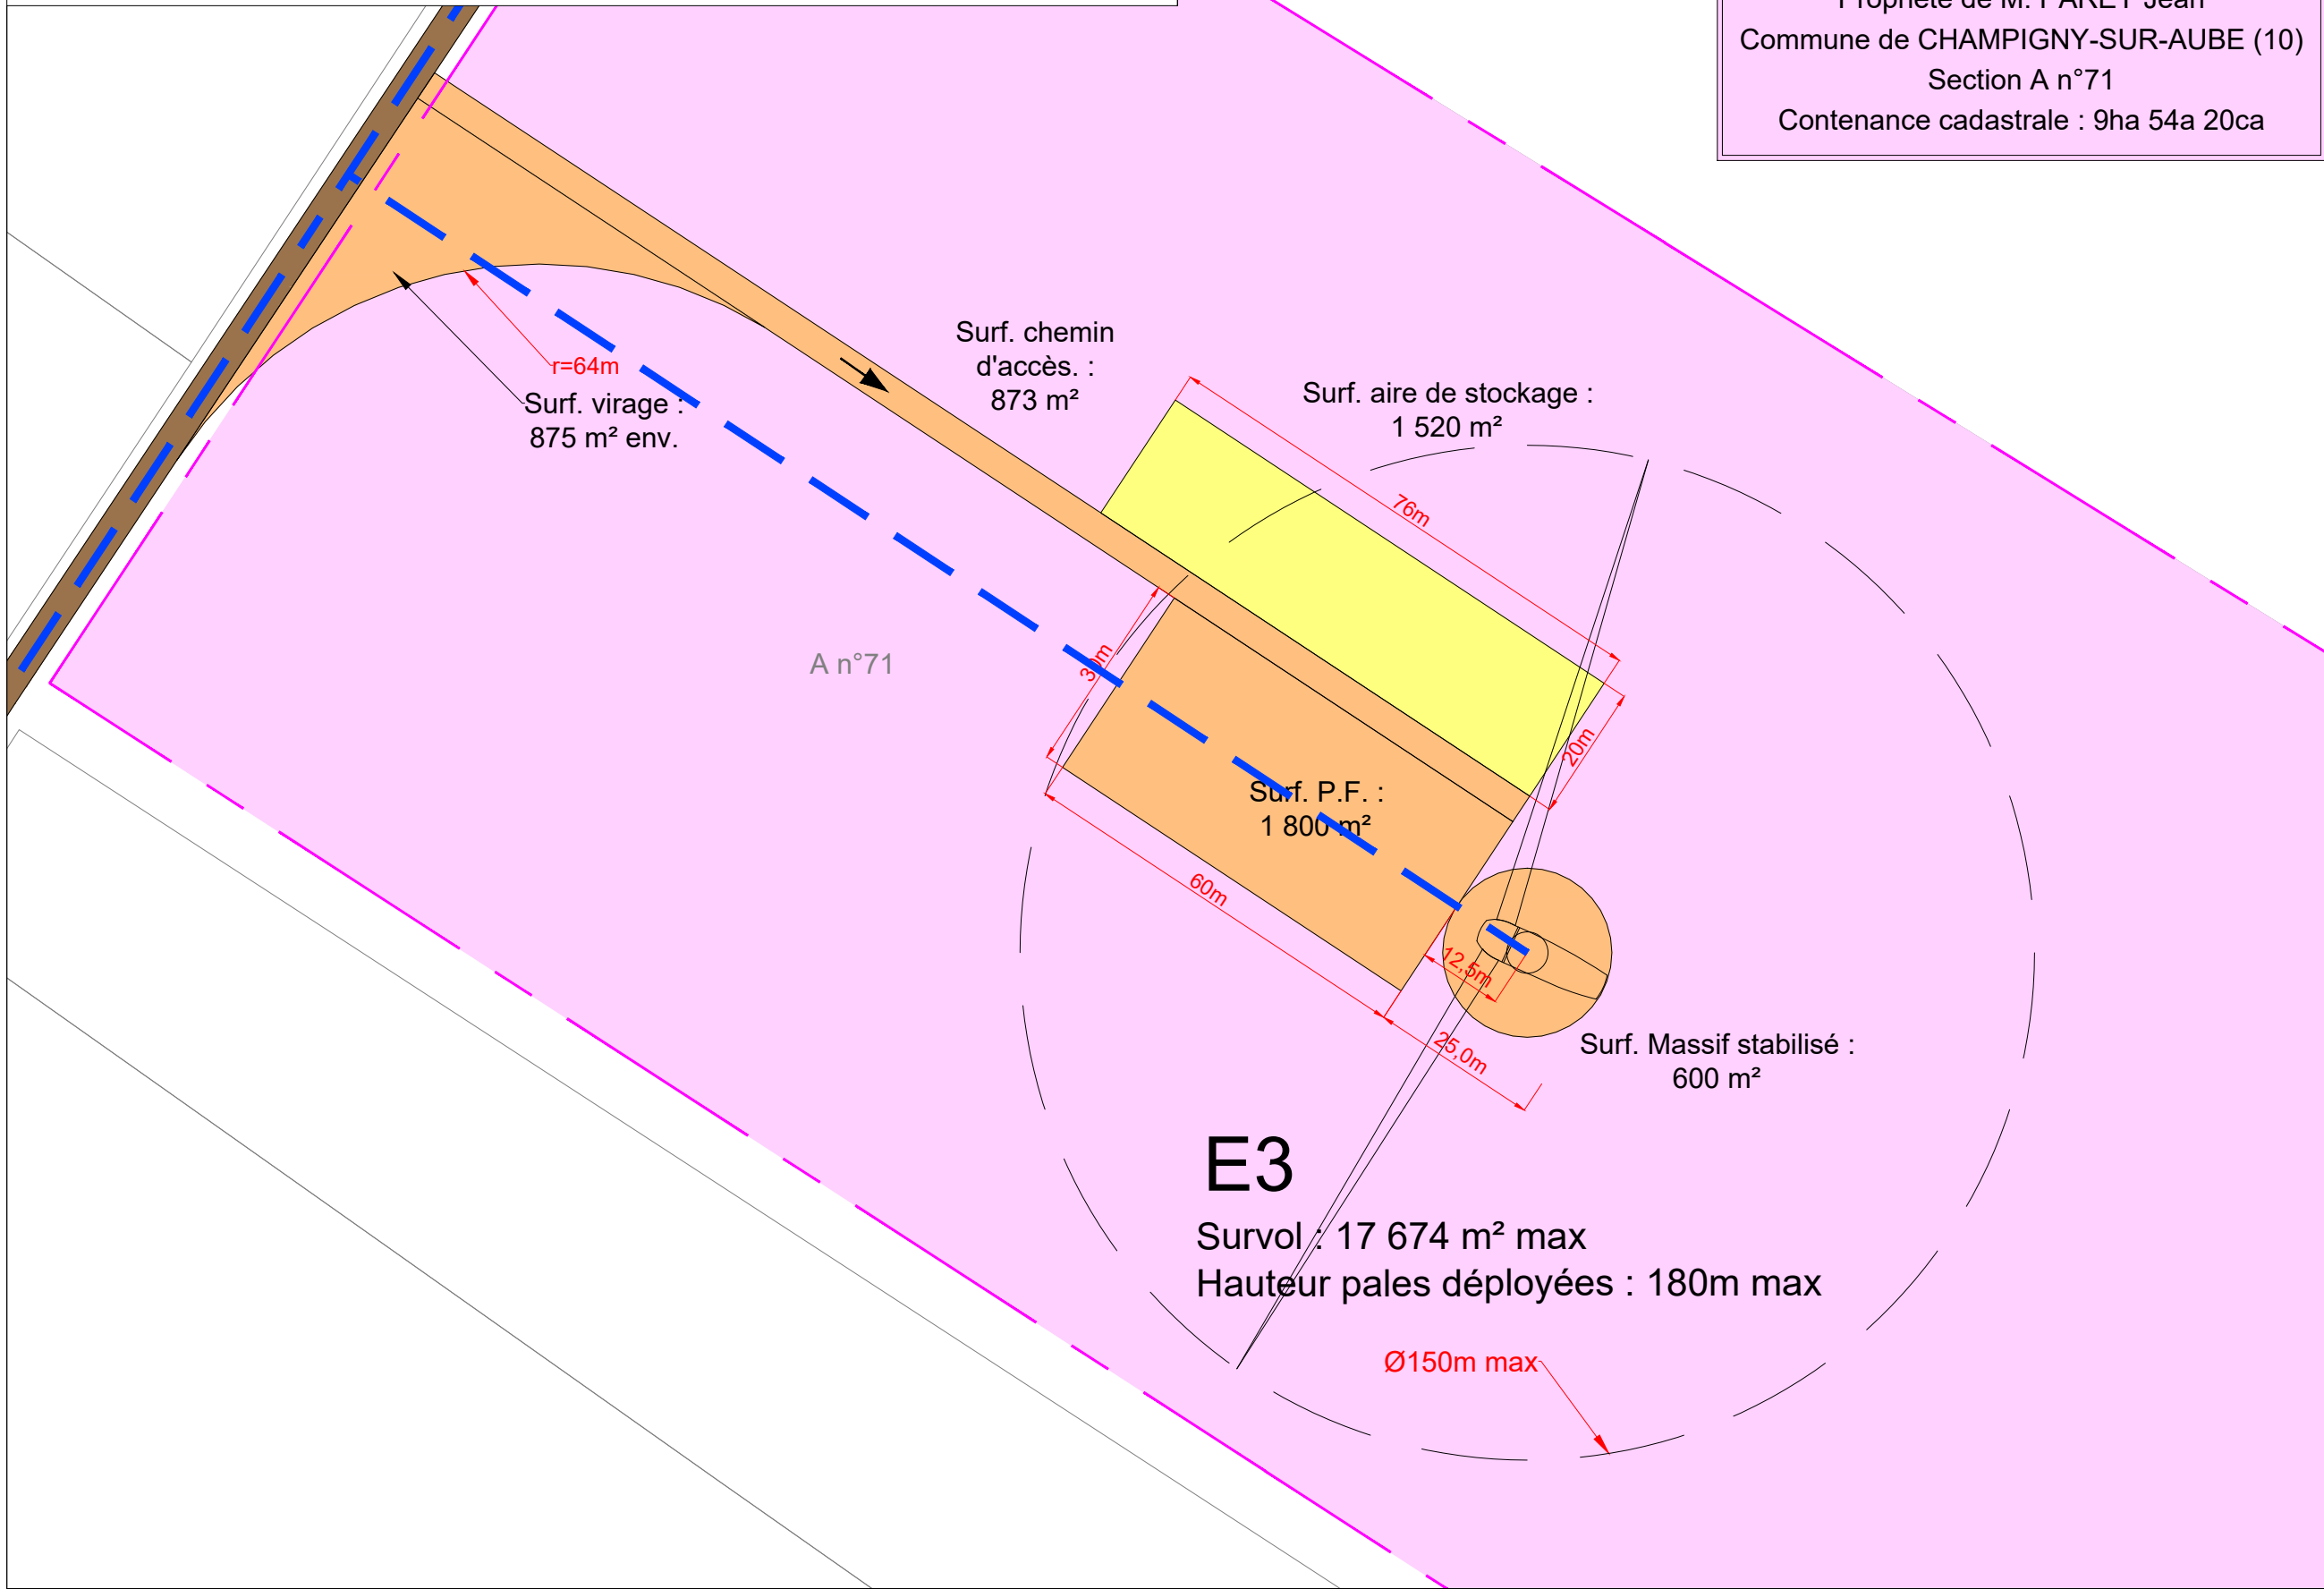 Commune de CHAMPIGNY-SUR-AUBE (10)
Section A n°71
Contenance cadastrale : 9ha 54a 20ca
Surf. chemin
d'accès. :
873 m²
r=64m
Surf. virage :
875 m² env.
Surf. aire de stockage :
1 520 m²
76m
A n°71
30m
20m
Surf. P.F. :
1 800 m²
60m
12,5m
25,0m
Surf. Massif stabilisé :
600 m²
E3
Survol : 17 674 m² max
Hauteur pales déployées : 180m max
Ø150m max